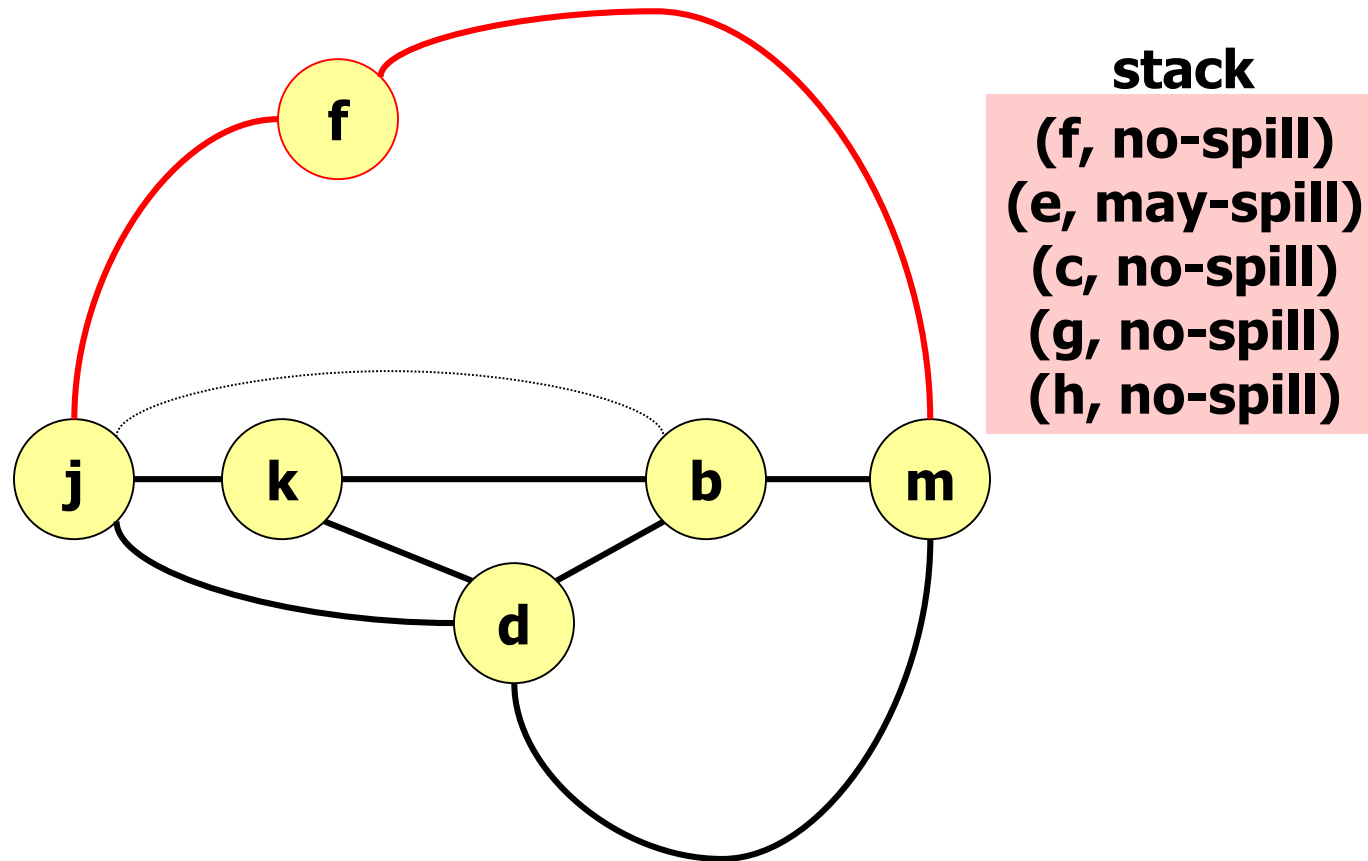 stack
f
(f, no-spill)
(e, may-spill)
(c, no-spill)
(g, no-spill)
(h, no-spill)
j k b m
d